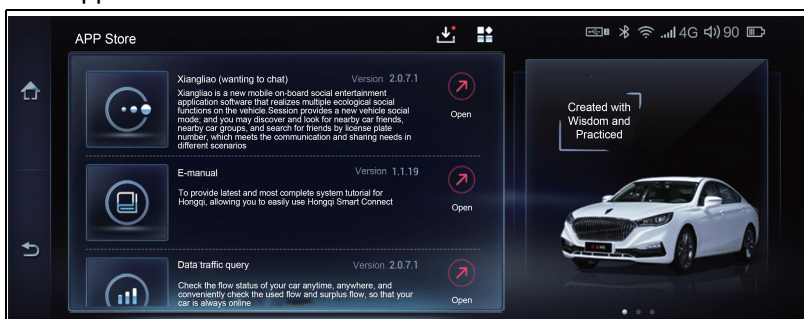 APP Store
4G
90
Xiangliao (wanting to chat)
Version 2.0.7.1
Xiangliao is a new mobile on-board social entertainment
application software that realizes multiple ecological social
functions on the vehicle Session provides a new vehicle social
mode; and you may discover and look for nearby car friends,
nearby car groups, and search for friends by license plate
number, which meets the communication and sharing needs in
different scenarios
Open
E-manual
Version 1.1.19
To provide latest and most complete system tutorial for
Hongqi, allowing you to easily use Hongqi Smart Connect
Open
Data traffic query
Version. 2.0.7.1
Check the flow status of your car anytime, anywhere, and
conveniently check the used flow and surplus flow, so that your
car is always online
Open
Created with
Wisdom and
Practiced